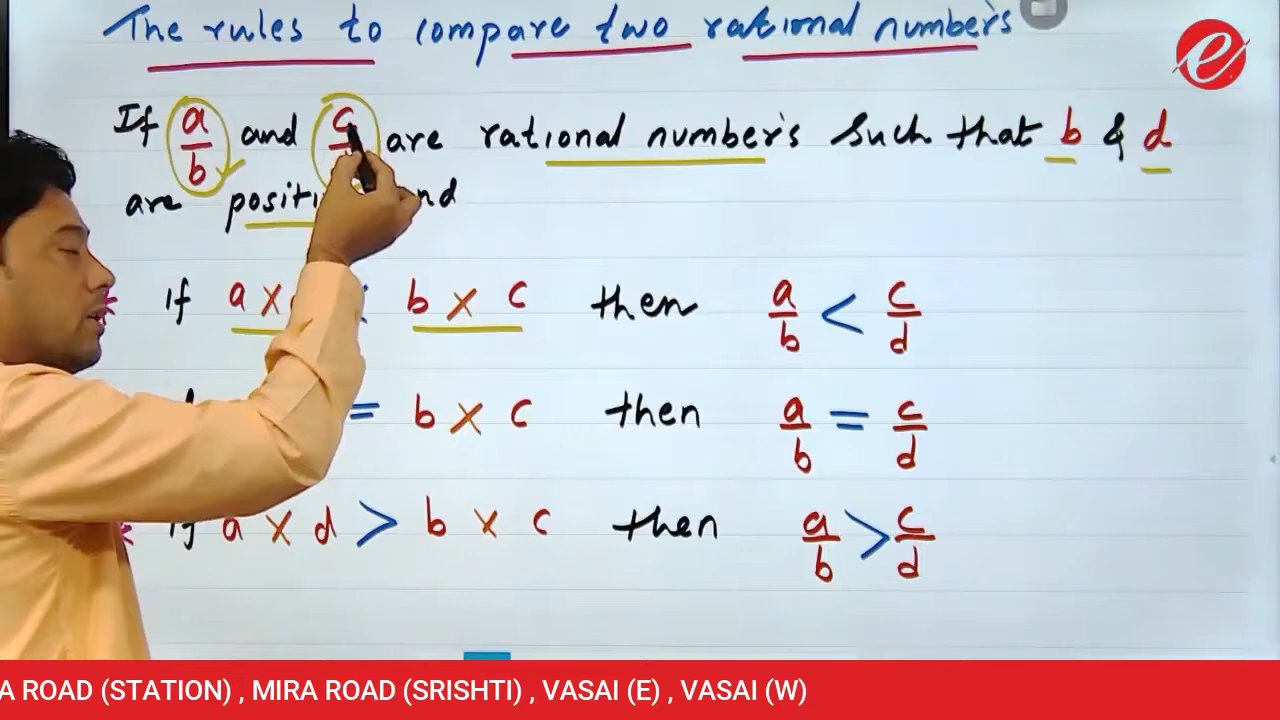 The rules to compare two rational numbers
If a/b and c are rational numbers such that b & d
are positi nd
* If a x b x c then a/b < c/d
= b x c then a/b = c/d
* If a x d > b x c then a/b > c/d
A ROAD (STATION) , MIRA ROAD (SRISHTI) , VASAI (E) , VASAI (W)